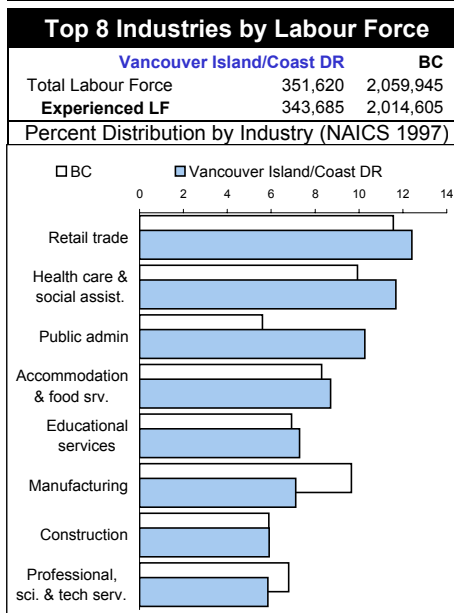 Top 8 Industries by Labour Force
Vancouver Island/Coast DR BC
Total Labour Force 351,620 2,059,945
Experienced LF 343,685 2,014,605
Percent Distribution by Industry (NAICS 1997)
BC Vancouver Island/Coast DR
0 2 4 6 8 10 12 14
Retail trade
Health care &
social assist.
Public admin
Accommodation
& food srv.
Educational
services
Manufacturing
Construction
Professional,
sci. & tech serv.